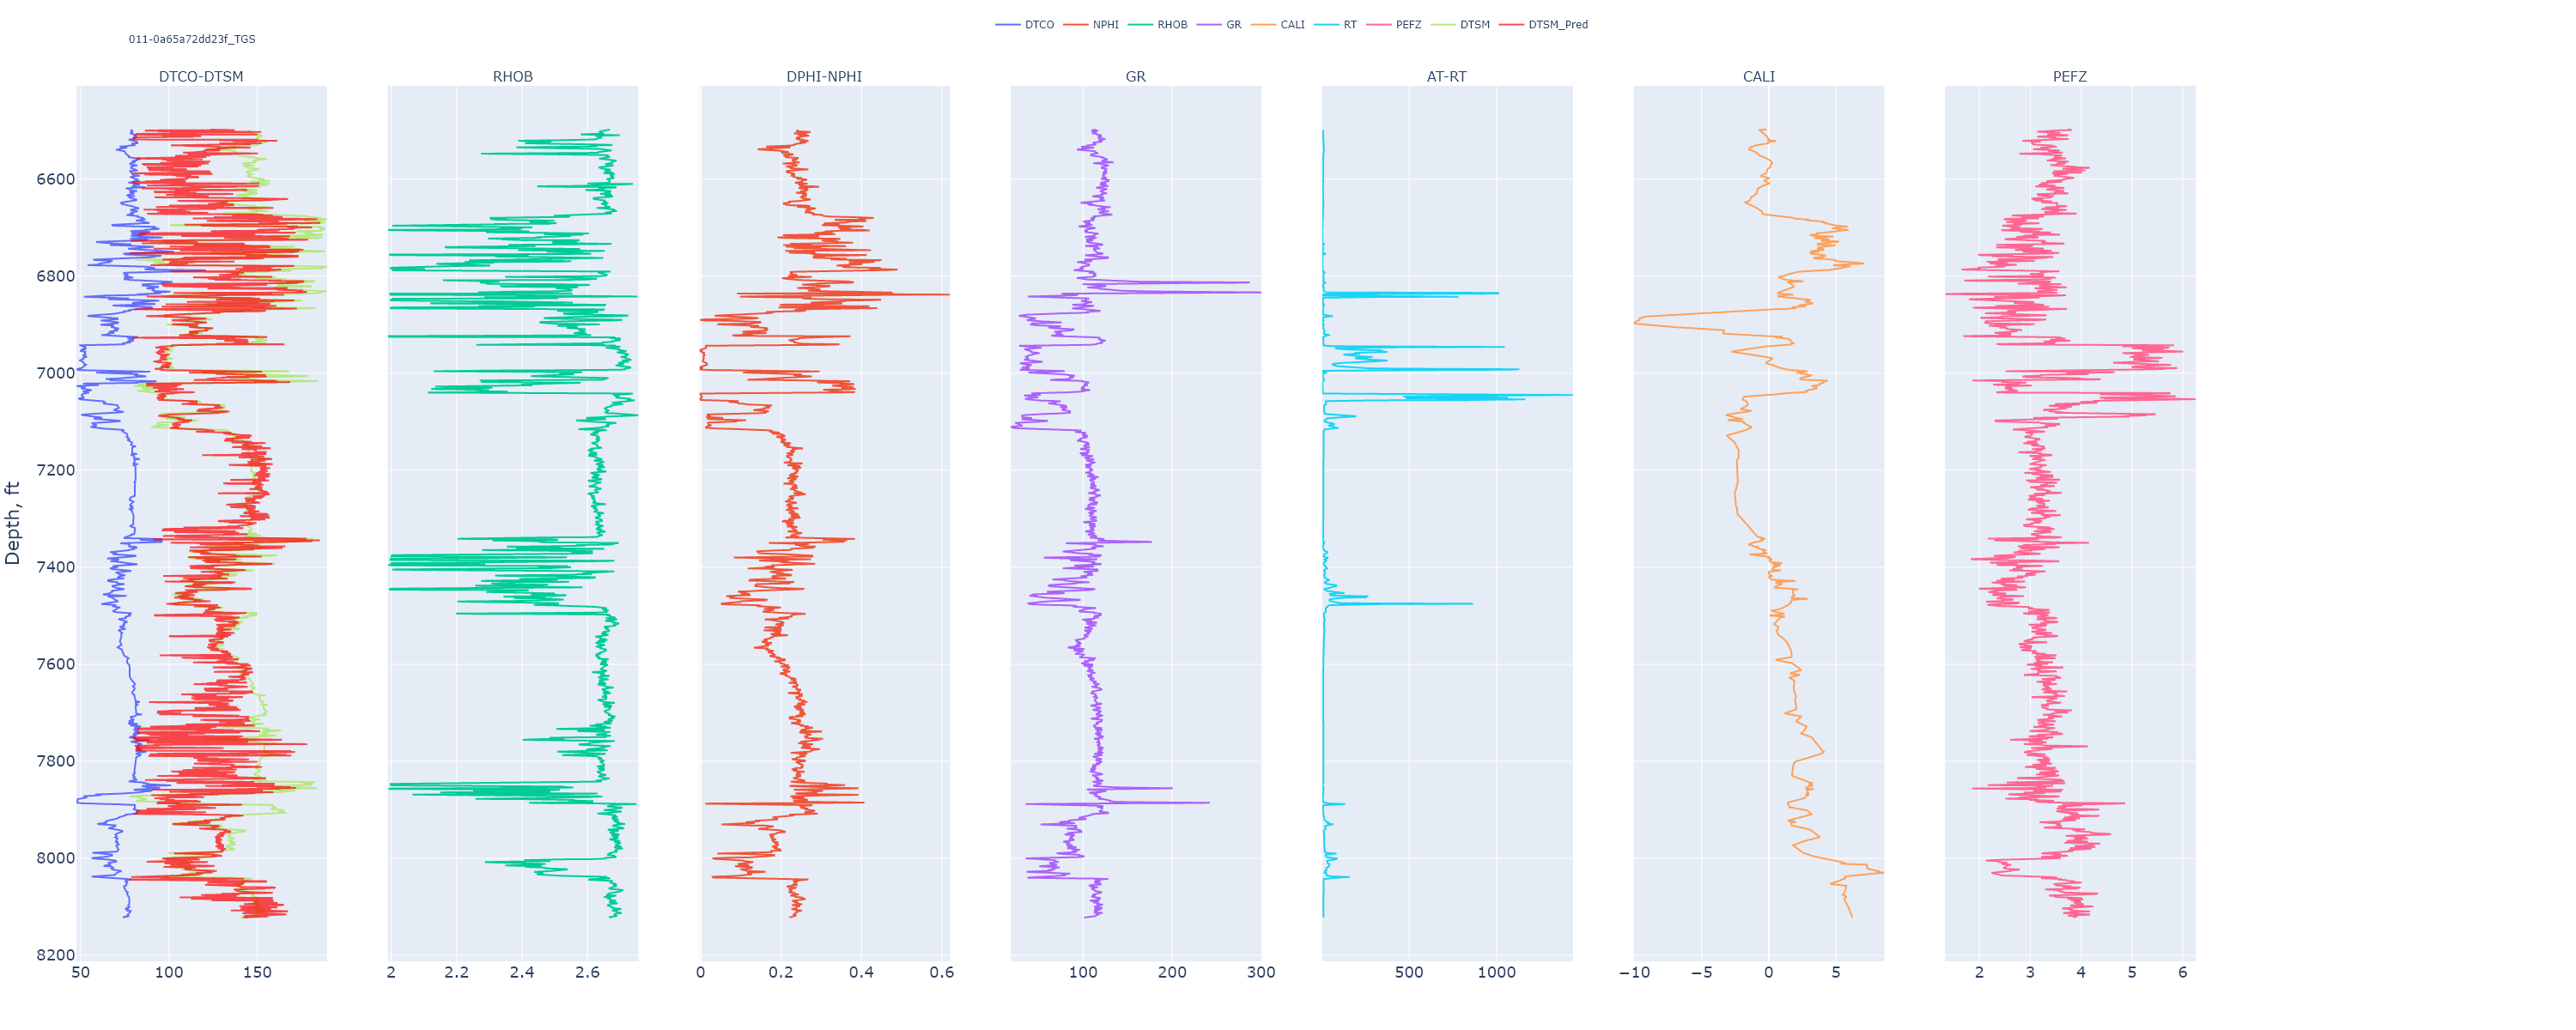 DTCO NPHI RHOB GR CALI RT PEFZ DTSM DTSM_Pred
011-0a65a72dd23f_TGS
DTCO-DTSM RHOB DPHI-NPHI GR AT-RT CALI PEFZ
Depth, ft
6600
6800
7000
7200
7400
7600
7800
8000
8200
50 100 150 2 2.2 2.4 2.6 0 0.2 0.4 0.6 100 200 300 500 1000 −10 −5 0 5 2 3 4 5 6